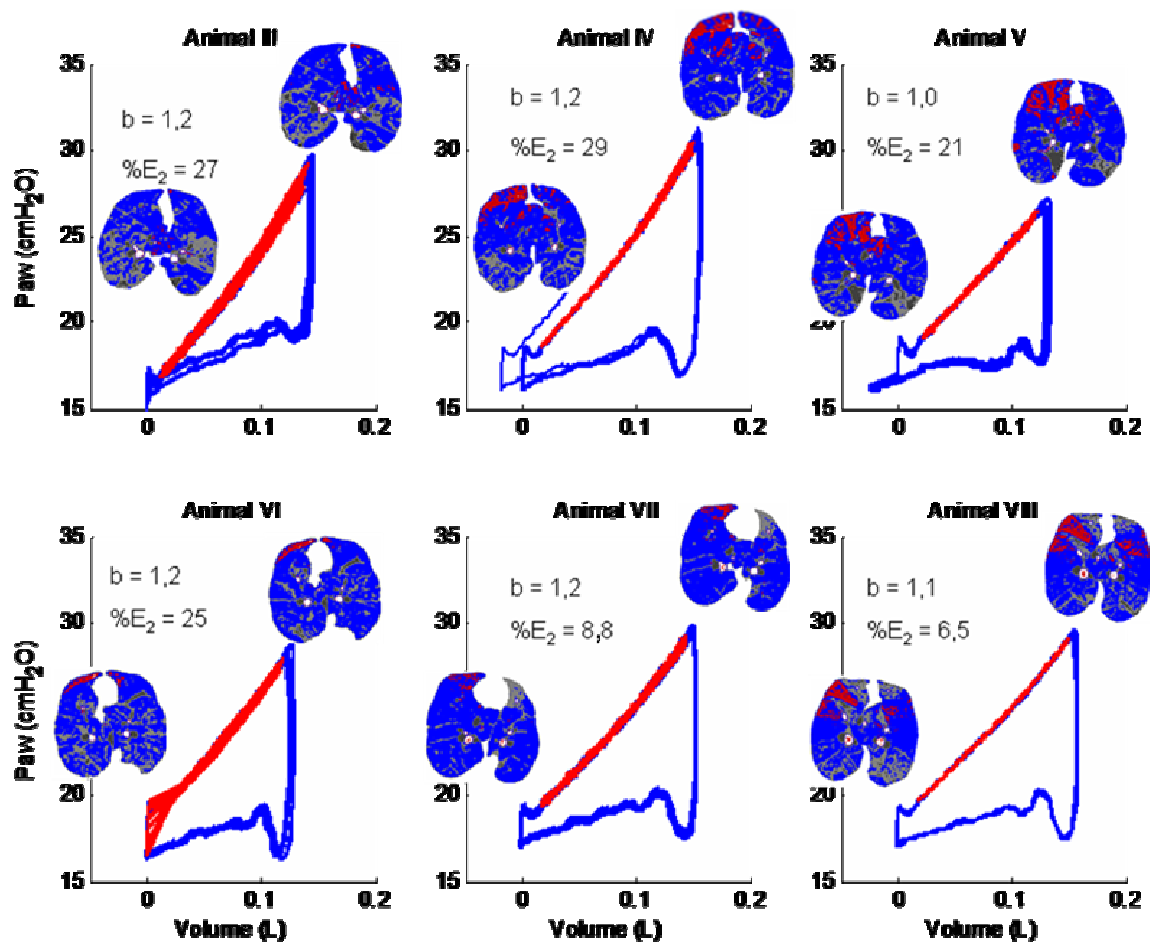 Animal III
35
b = 1,2
%E₂ = 27
30
25
20
15
Paw (cmH₂O)
0
0.1
0.2
Animal IV
35
b = 1,2
%E₂ = 29
30
25
20
15
0
0.1
0.2
Animal V
35
b = 1,0
%E₂ = 21
30
25
20
15
0
0.1
0.2
Animal VI
35
b = 1,2
%E₂ = 25
30
20
15
Paw (cmH₂O)
0
0.1
0.2
Volume (L)
Animal VII
35
b = 1,2
%E₂ = 8,8
30
20
15
0
0.1
0.2
Volume (L)
Animal VIII
35
b = 1,1
%E₂ = 6,5
30
20
15
0
0.1
0.2
Volume (L)